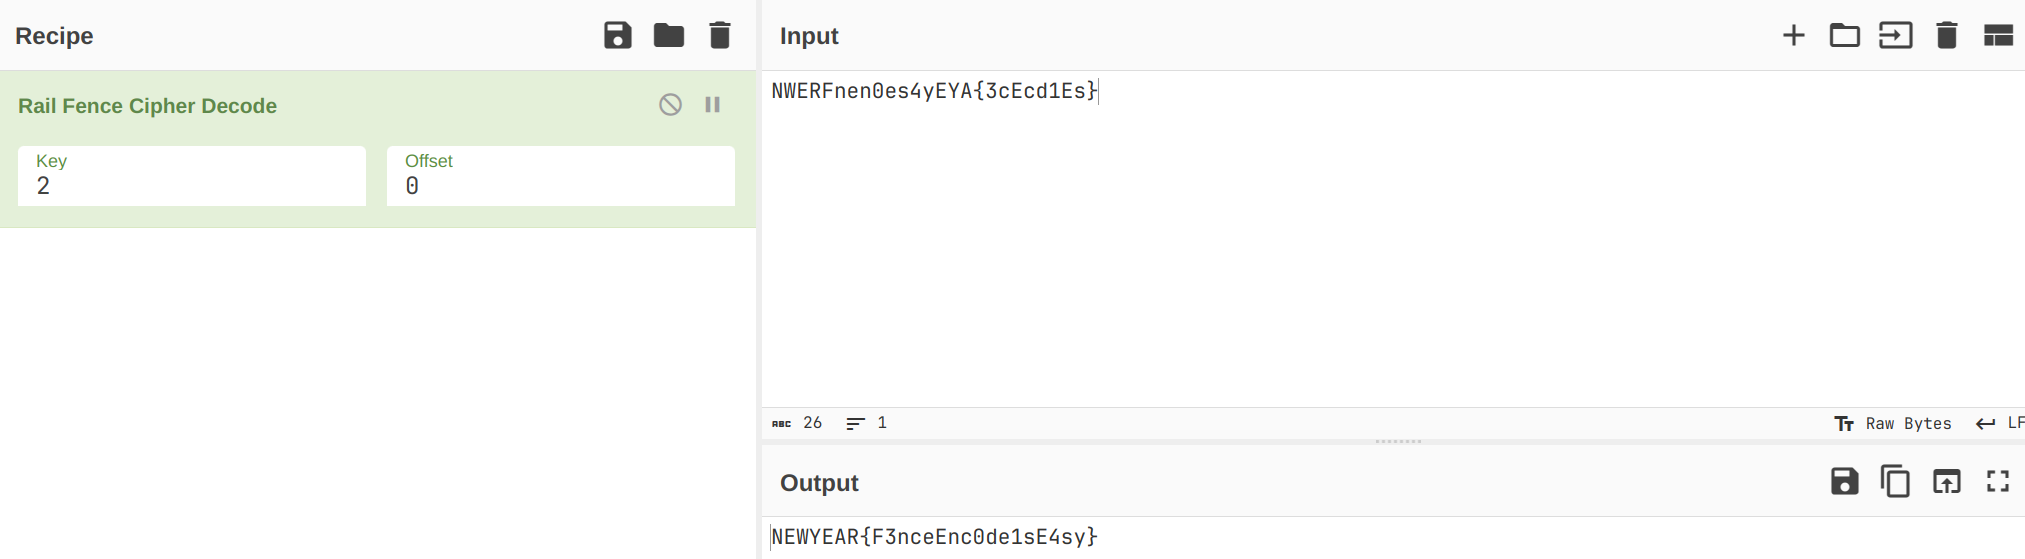 Recipe
Rail Fence Cipher Decode
Key
2
Offset
0
Input
NWERFnen0es4yEYA{3cEcd1Es}
ABC 26 1
Tт Raw Bytes LF
Output
NEWYEAR{F3nceEnc0de1sE4sy}